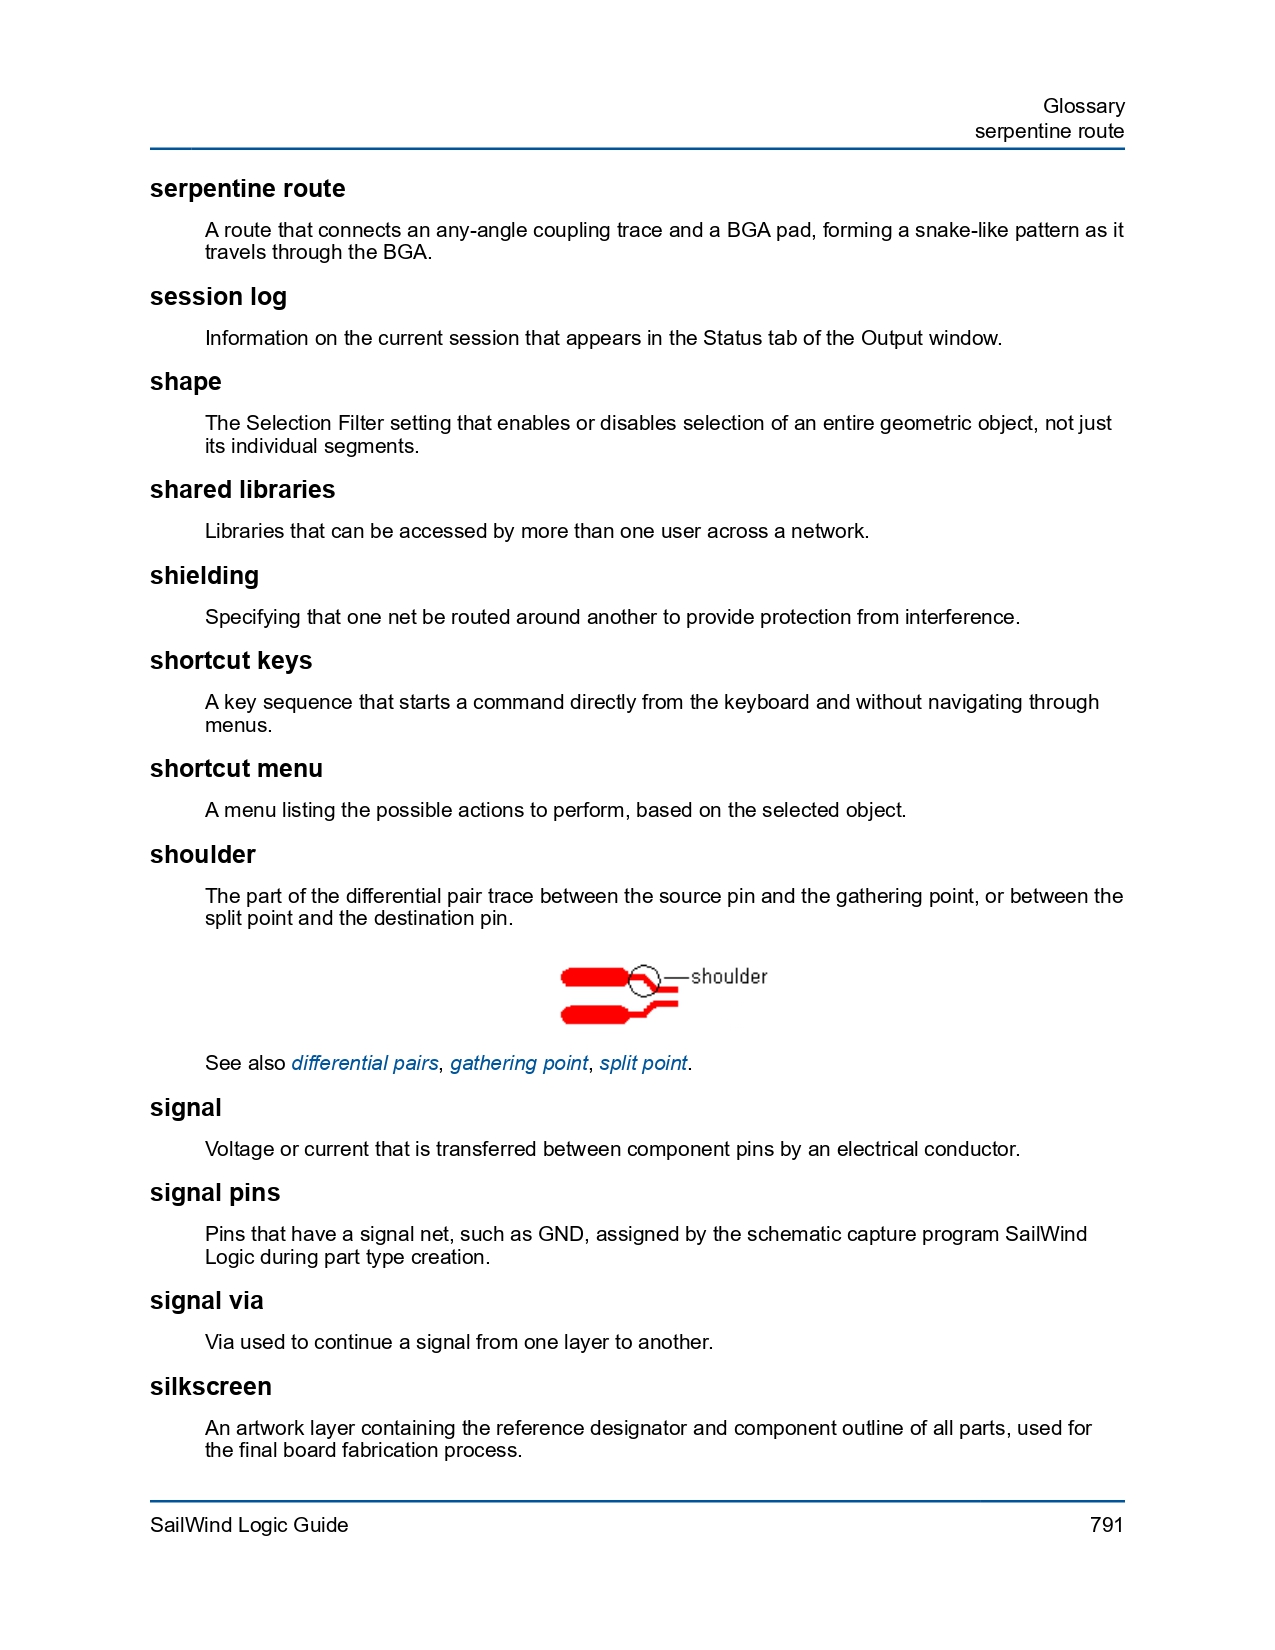 Glossary
serpentine route
serpentine route
A route that connects an any-angle coupling trace and a BGA pad, forming a snake-like pattern as it
travels through the BGA.
session log
Information on the current session that appears in the Status tab of the Output window.
shape
The Selection Filter setting that enables or disables selection of an entire geometric object, not just
its individual segments.
shared libraries
Libraries that can be accessed by more than one user across a network.
shielding
Specifying that one net be routed around another to provide protection from interference.
shortcut keys
A key sequence that starts a command directly from the keyboard and without navigating through
menus.
shortcut menu
A menu listing the possible actions to perform, based on the selected object.
shoulder
The part of the differential pair trace between the source pin and the gathering point, or between the
split point and the destination pin.
shoulder
See also differential pairs, gathering point, split point.
signal
Voltage or current that is transferred between component pins by an electrical conductor.
signal pins
Pins that have a signal net, such as GND, assigned by the schematic capture program SailWind
Logic during part type creation.
signal via
Via used to continue a signal from one layer to another.
silkscreen
An artwork layer containing the reference designator and component outline of all parts, used for
the final board fabrication process.
SailWind Logic Guide
791